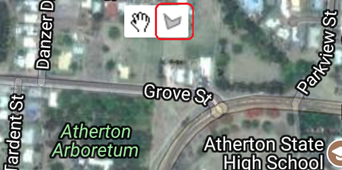 Danzer D
Parkview St
Tardent St
Grove St
Atherton
Arboretum
Atherton State
High School